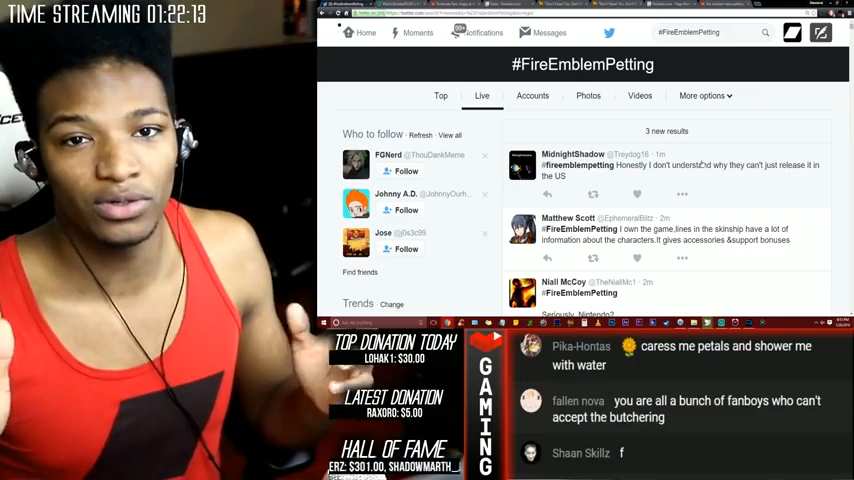 TIME STREAMING 01:22:13
Home
Moments
99+
Notifications
Messages
#FireEmblemPetting
#FireEmblemPetting
Top
Live
Accounts
Photos
Videos
More options
Who to follow · Refresh · View all
FGNerd @ThouDankMeme
Follow
Johnny A.D. @JohnnyOurh...
Follow
Jose @j0s3c99
Follow
Find friends
Trends · Change
3 new results
MidnightShadow @Treydog16 · 1m
#fireemblempetting Honestly I don't understand why they can't just release it in
the US
Matthew Scott @EphemeralBlitz · 2m
#FireEmblemPetting I own the game,lines in the skinship have a lot of
information about the characters.It gives accessories &support bonuses
Niall McCoy @TheNiallMc1 · 2m
#FireEmblemPetting
Seriously, Nintendo?
TOP DONATION TODAY
LOHAK1: $30.00
LATEST DONATION
RAX0R0: $5.00
HALL OF FAME
ERZ: $301.00, SHADOWMARTH_
GAMING
Pika-Hontas 🌻 caress me petals and shower me
with water
fallen nova you are all a bunch of fanboys who can't
accept the butchering
Shaan Skillz f